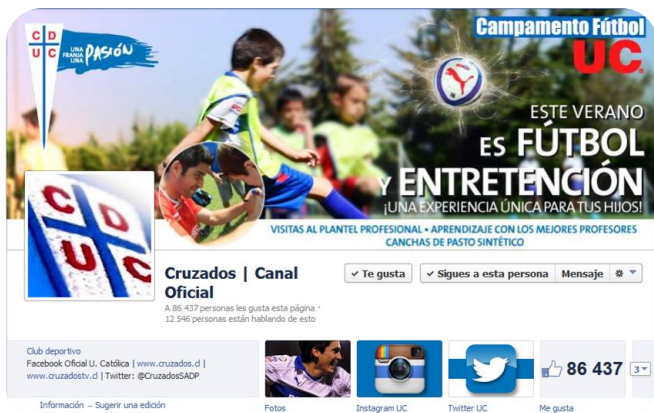 C D
U C
UNA
FRANJA
UNA
PASIÓN
Campamento Fútbol
UC
ESTE VERANO
ES FÚTBOL
Y ENTRETENCIÓN
¡UNA EXPERIENCIA ÚNICA PARA TUS HIJOS!
VISITAS AL PLANTEL PROFESIONAL • APRENDIZAJE CON LOS MEJORES PROFESORES
CANCHAS DE PASTO SINTÉTICO
C D
U C
Cruzados | Canal
Oficial
✓ Te gusta
✓ Sigues a esta persona
Mensaje
A 86 437 personas les gusta esta página ·
12 546 personas están hablando de esto
Club deportivo
Facebook Oficial U. Católica | www.cruzados.cl |
www.cruzadostv.cl | Twitter: @CruzadosSADP
Información – Sugerir una edición
86 437
3
Fotos
Instagram UC
Twitter UC
Me gusta